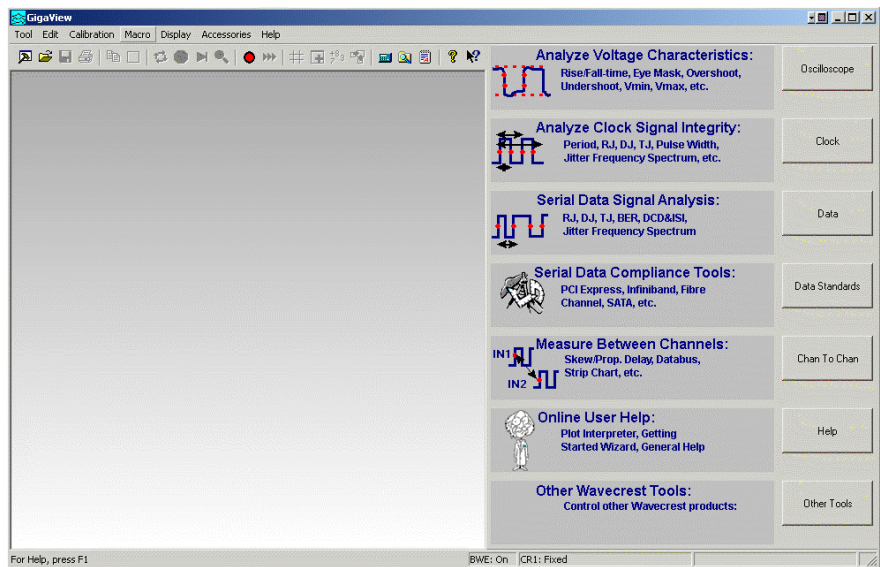 GigaView
Tool Edit Calibration Macro Display Accessories Help
Analyze Voltage Characteristics:
Rise/Fall-time, Eye Mask, Overshoot,
Undershoot, Vmin, Vmax, etc.
Oscilloscope
Analyze Clock Signal Integrity:
Period, RJ, DJ, TJ, Pulse Width,
Jitter Frequency Spectrum, etc.
Clock
Serial Data Signal Analysis:
RJ, DJ, TJ, BER, DCD&ISI,
Jitter Frequency Spectrum
Data
Serial Data Compliance Tools:
PCI Express, Infiniband, Fibre
Channel, SATA, etc.
Data Standards
Measure Between Channels:
IN1
Skew/Prop. Delay, Databus,
Strip Chart, etc.
IN2
Chan To Chan
Online User Help:
Plot Interpreter, Getting
Started Wizard, General Help
Help
Other Wavecrest Tools:
Control other Wavecrest products:
Other Tools
For Help, press F1
BWE: On
CR1: Fixed